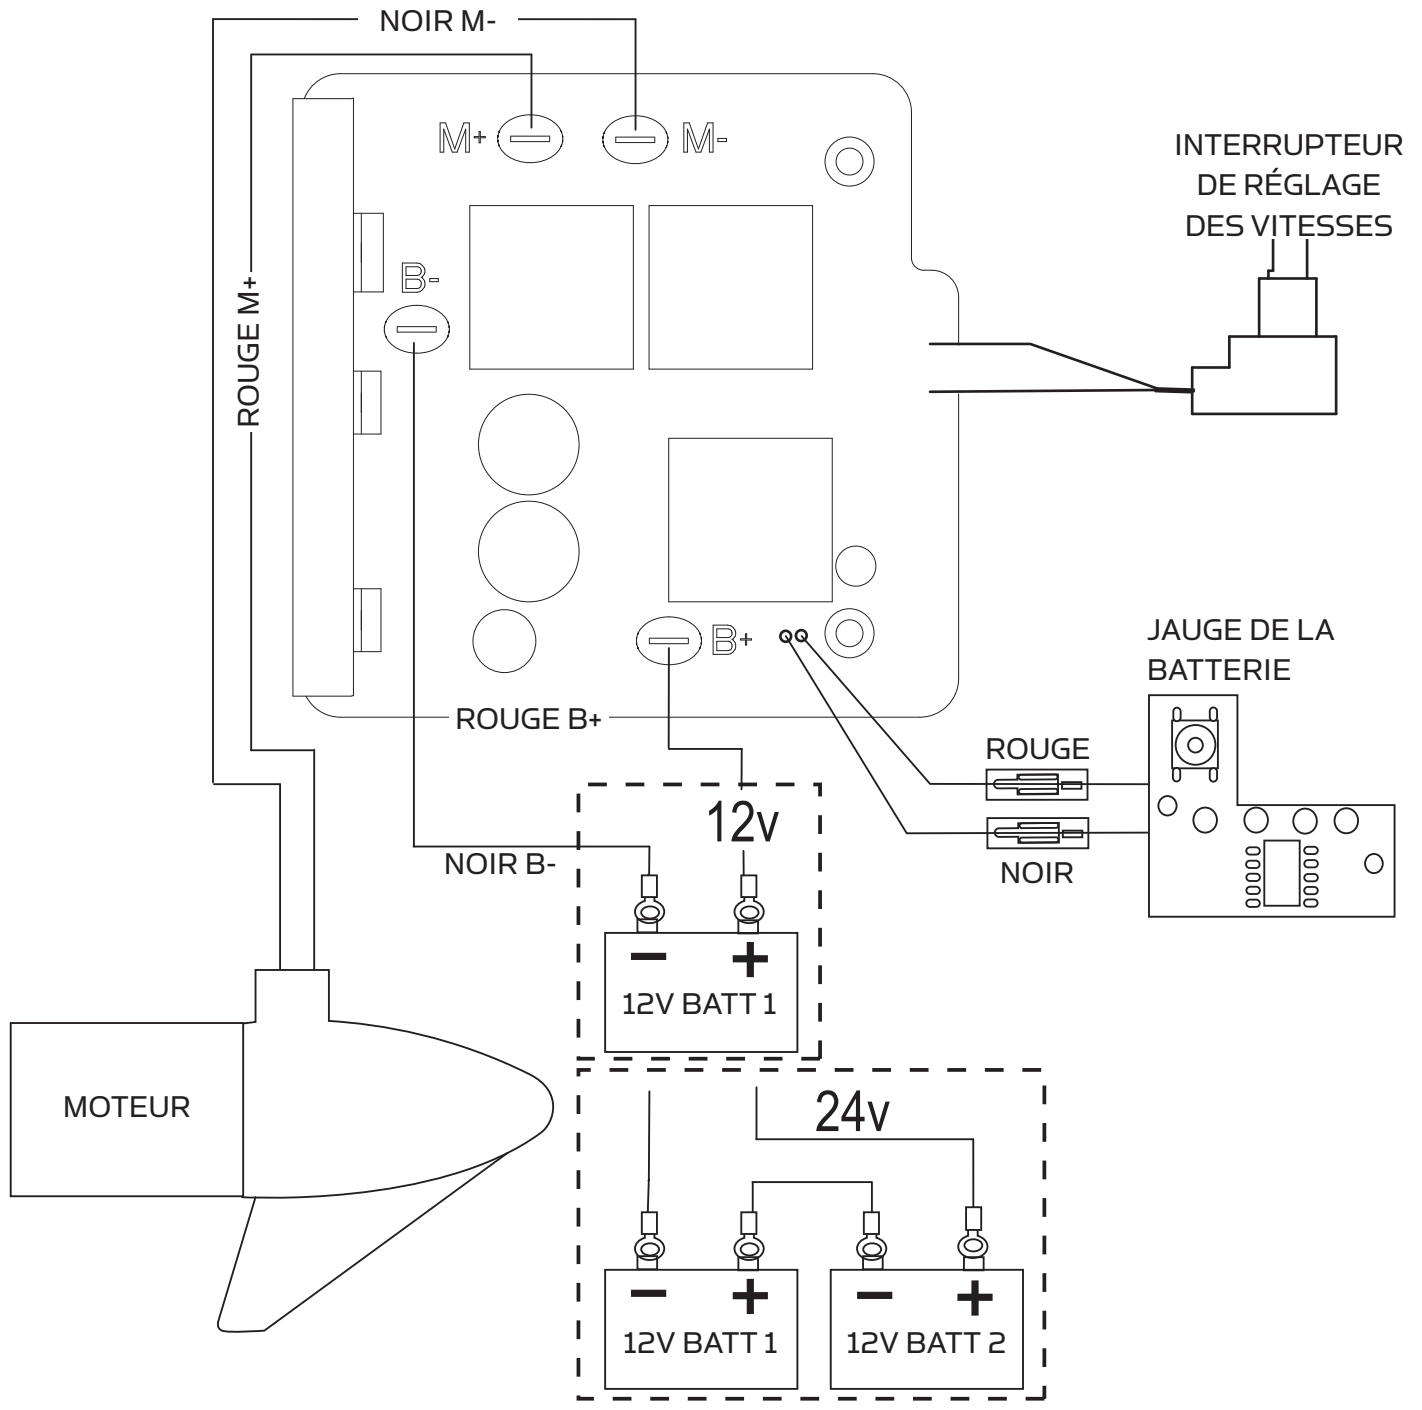 NOIR M-
M+
M-
INTERRUPTEUR
DE RÉGLAGE
DES VITESSES
B-
ROUGE M+
B+
JAUGE DE LA
BATTERIE
ROUGE B+
ROUGE
12v
NOIR B-
NOIR
- +
12V BATT 1
MOTEUR
24v
- + - +
12V BATT 1 12V BATT 2